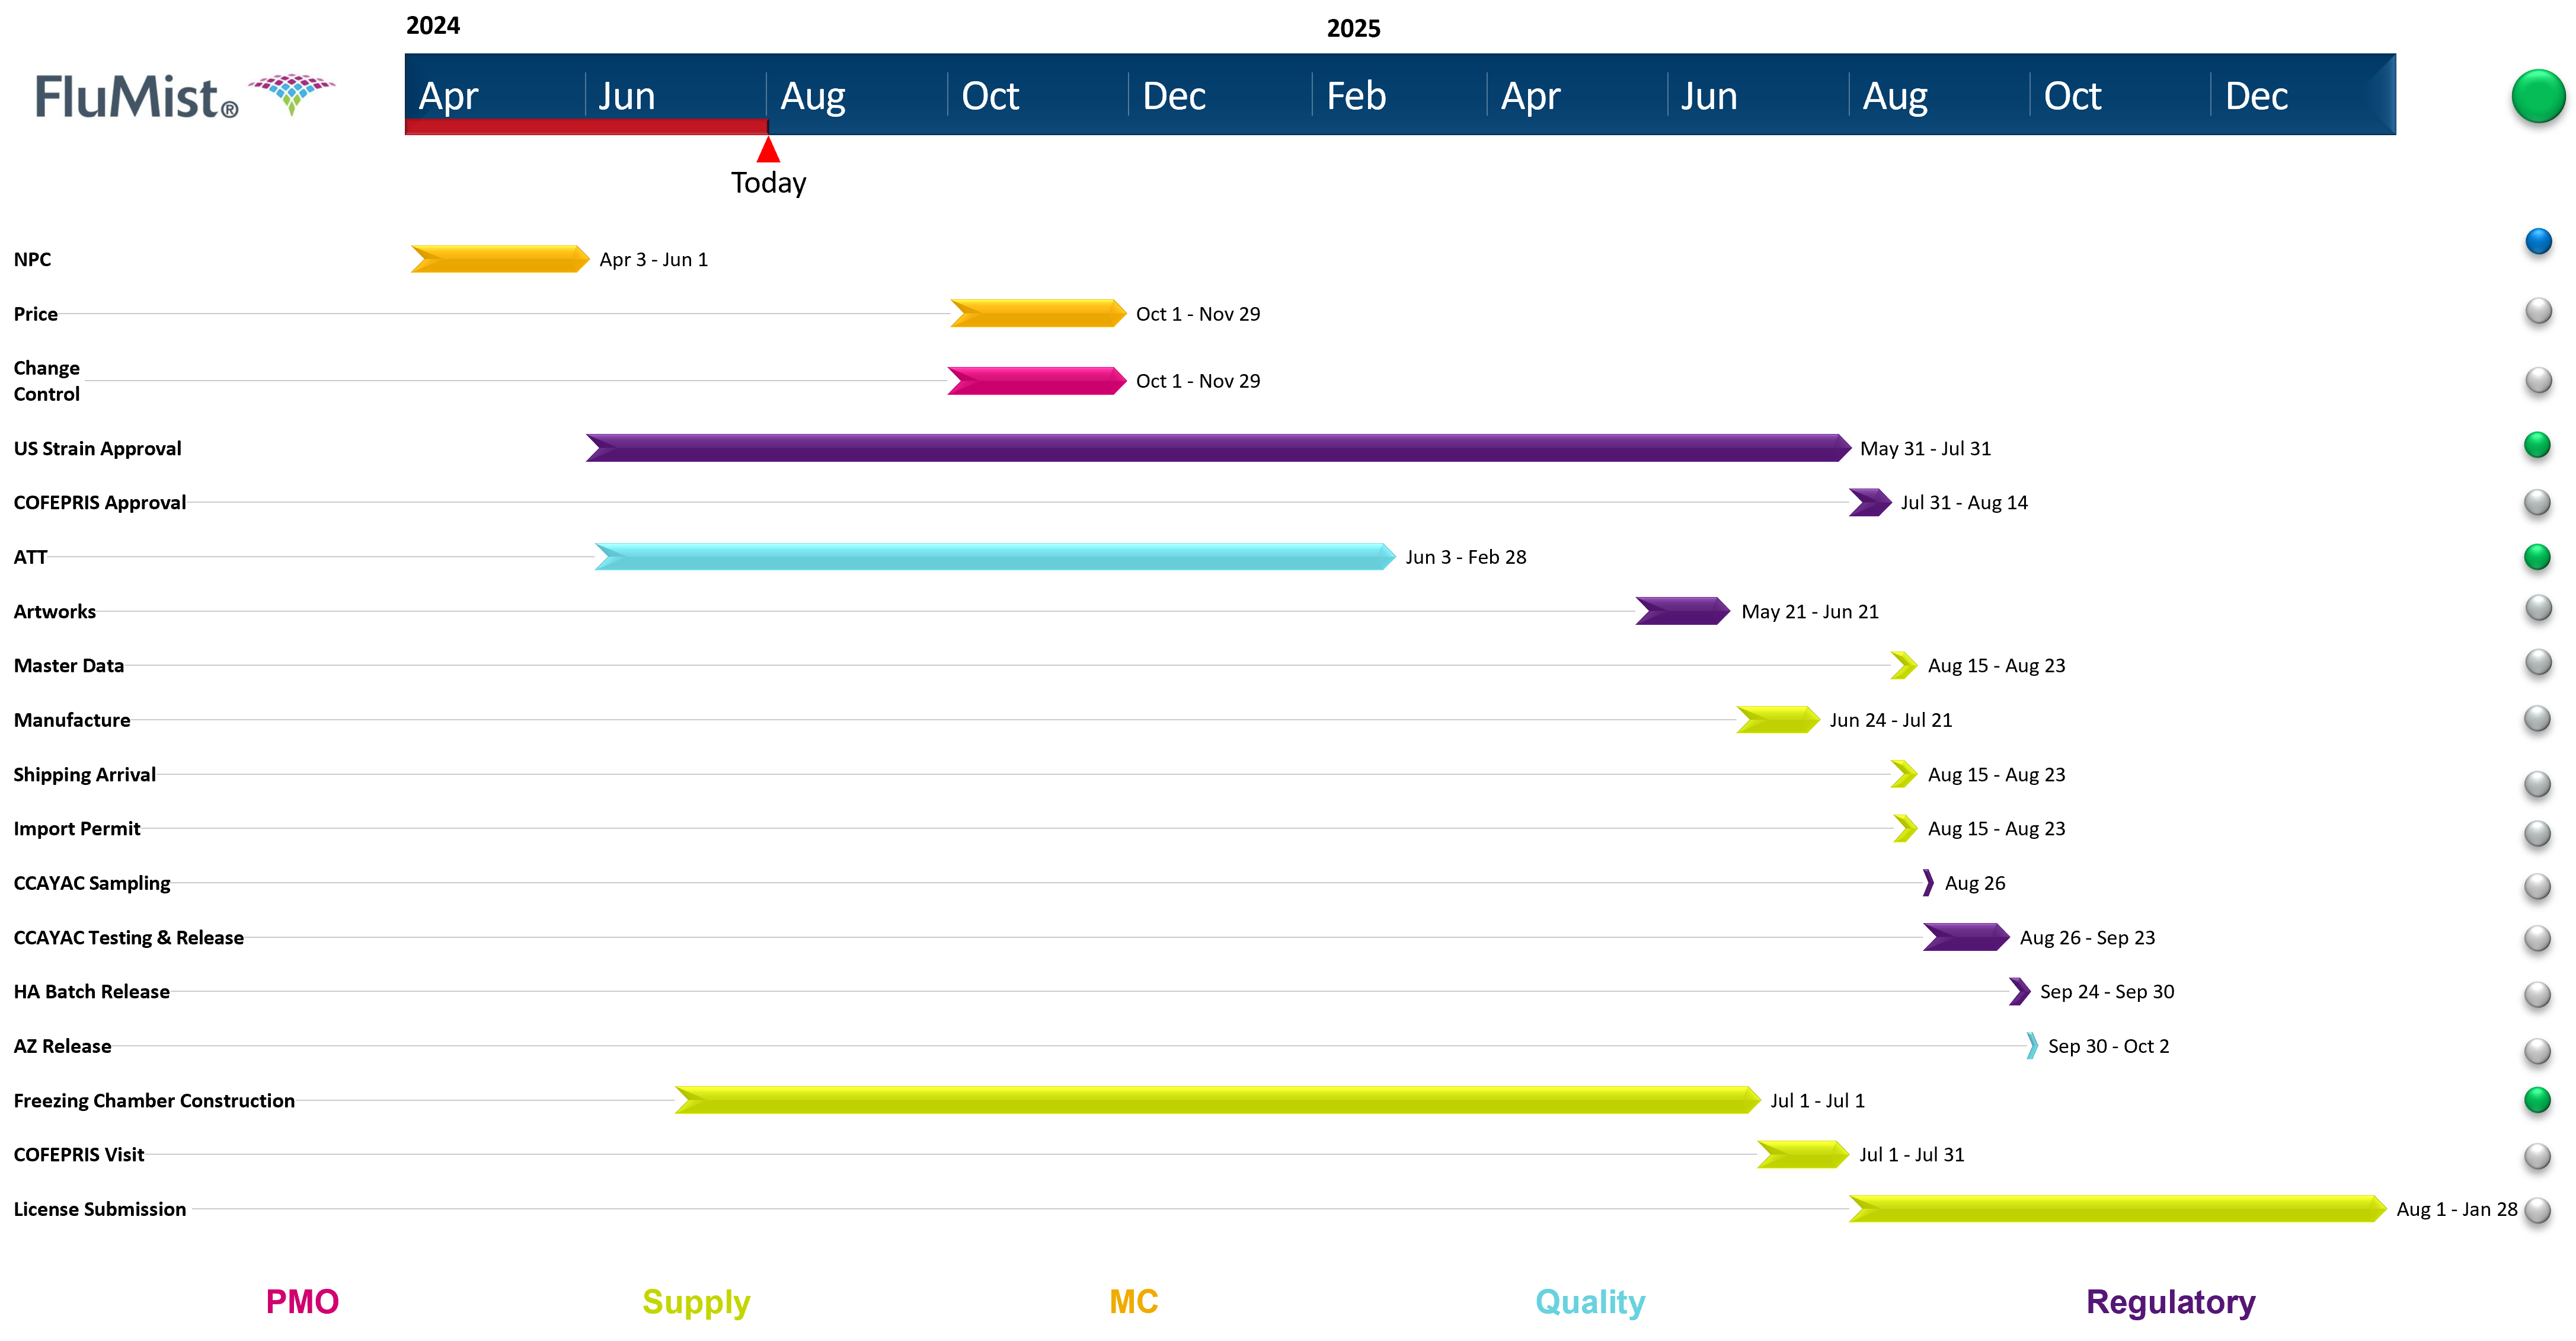 2024
2025
FluMist®
Apr
Jun
Aug
Oct
Dec
Feb
Apr
Jun
Aug
Oct
Dec
Today
NPC
Apr 3 - Jun 1
Price
Oct 1 - Nov 29
Change
Control
Oct 1 - Nov 29
US Strain Approval
May 31 - Jul 31
COFEPRIS Approval
Jul 31 - Aug 14
ATT
Jun 3 - Feb 28
Artworks
May 21 - Jun 21
Master Data
Aug 15 - Aug 23
Manufacture
Jun 24 - Jul 21
Shipping Arrival
Aug 15 - Aug 23
Import Permit
Aug 15 - Aug 23
CCAYAC Sampling
Aug 26
CCAYAC Testing & Release
Aug 26 - Sep 23
HA Batch Release
Sep 24 - Sep 30
AZ Release
Sep 30 - Oct 2
Freezing Chamber Construction
Jul 1 - Jul 1
COFEPRIS Visit
Jul 1 - Jul 31
License Submission
Aug 1 - Jan 28
PMO
Supply
MC
Quality
Regulatory